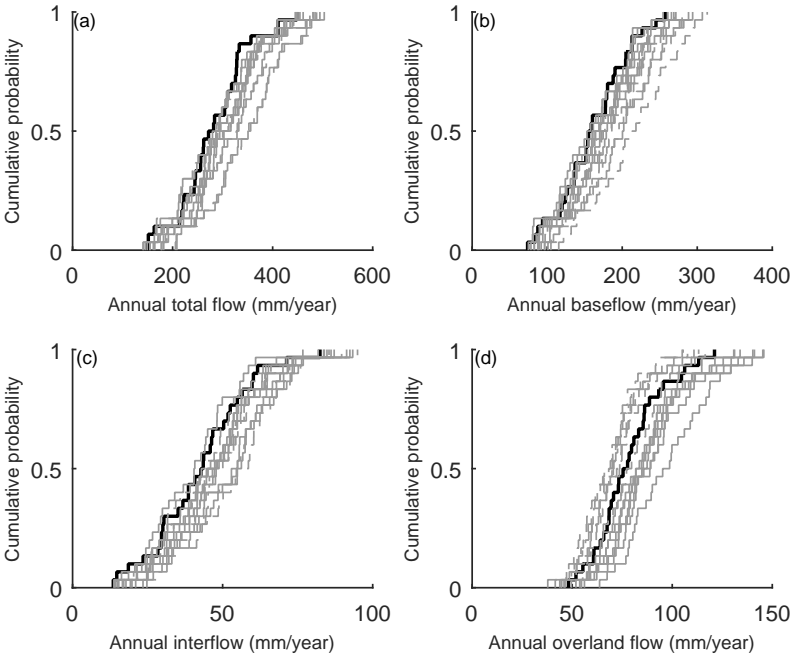 (a)
1
0.5
0
Cumulative probability
0 200 400 600
Annual total flow (mm/year)
(b)
1
0.5
0
Cumulative probability
0 100 200 300 400
Annual baseflow (mm/year)
(c)
1
0.5
0
Cumulative probability
0 50 100
Annual interflow (mm/year)
(d)
1
0.5
0
Cumulative probability
0 50 100 150
Annual overland flow (mm/year)